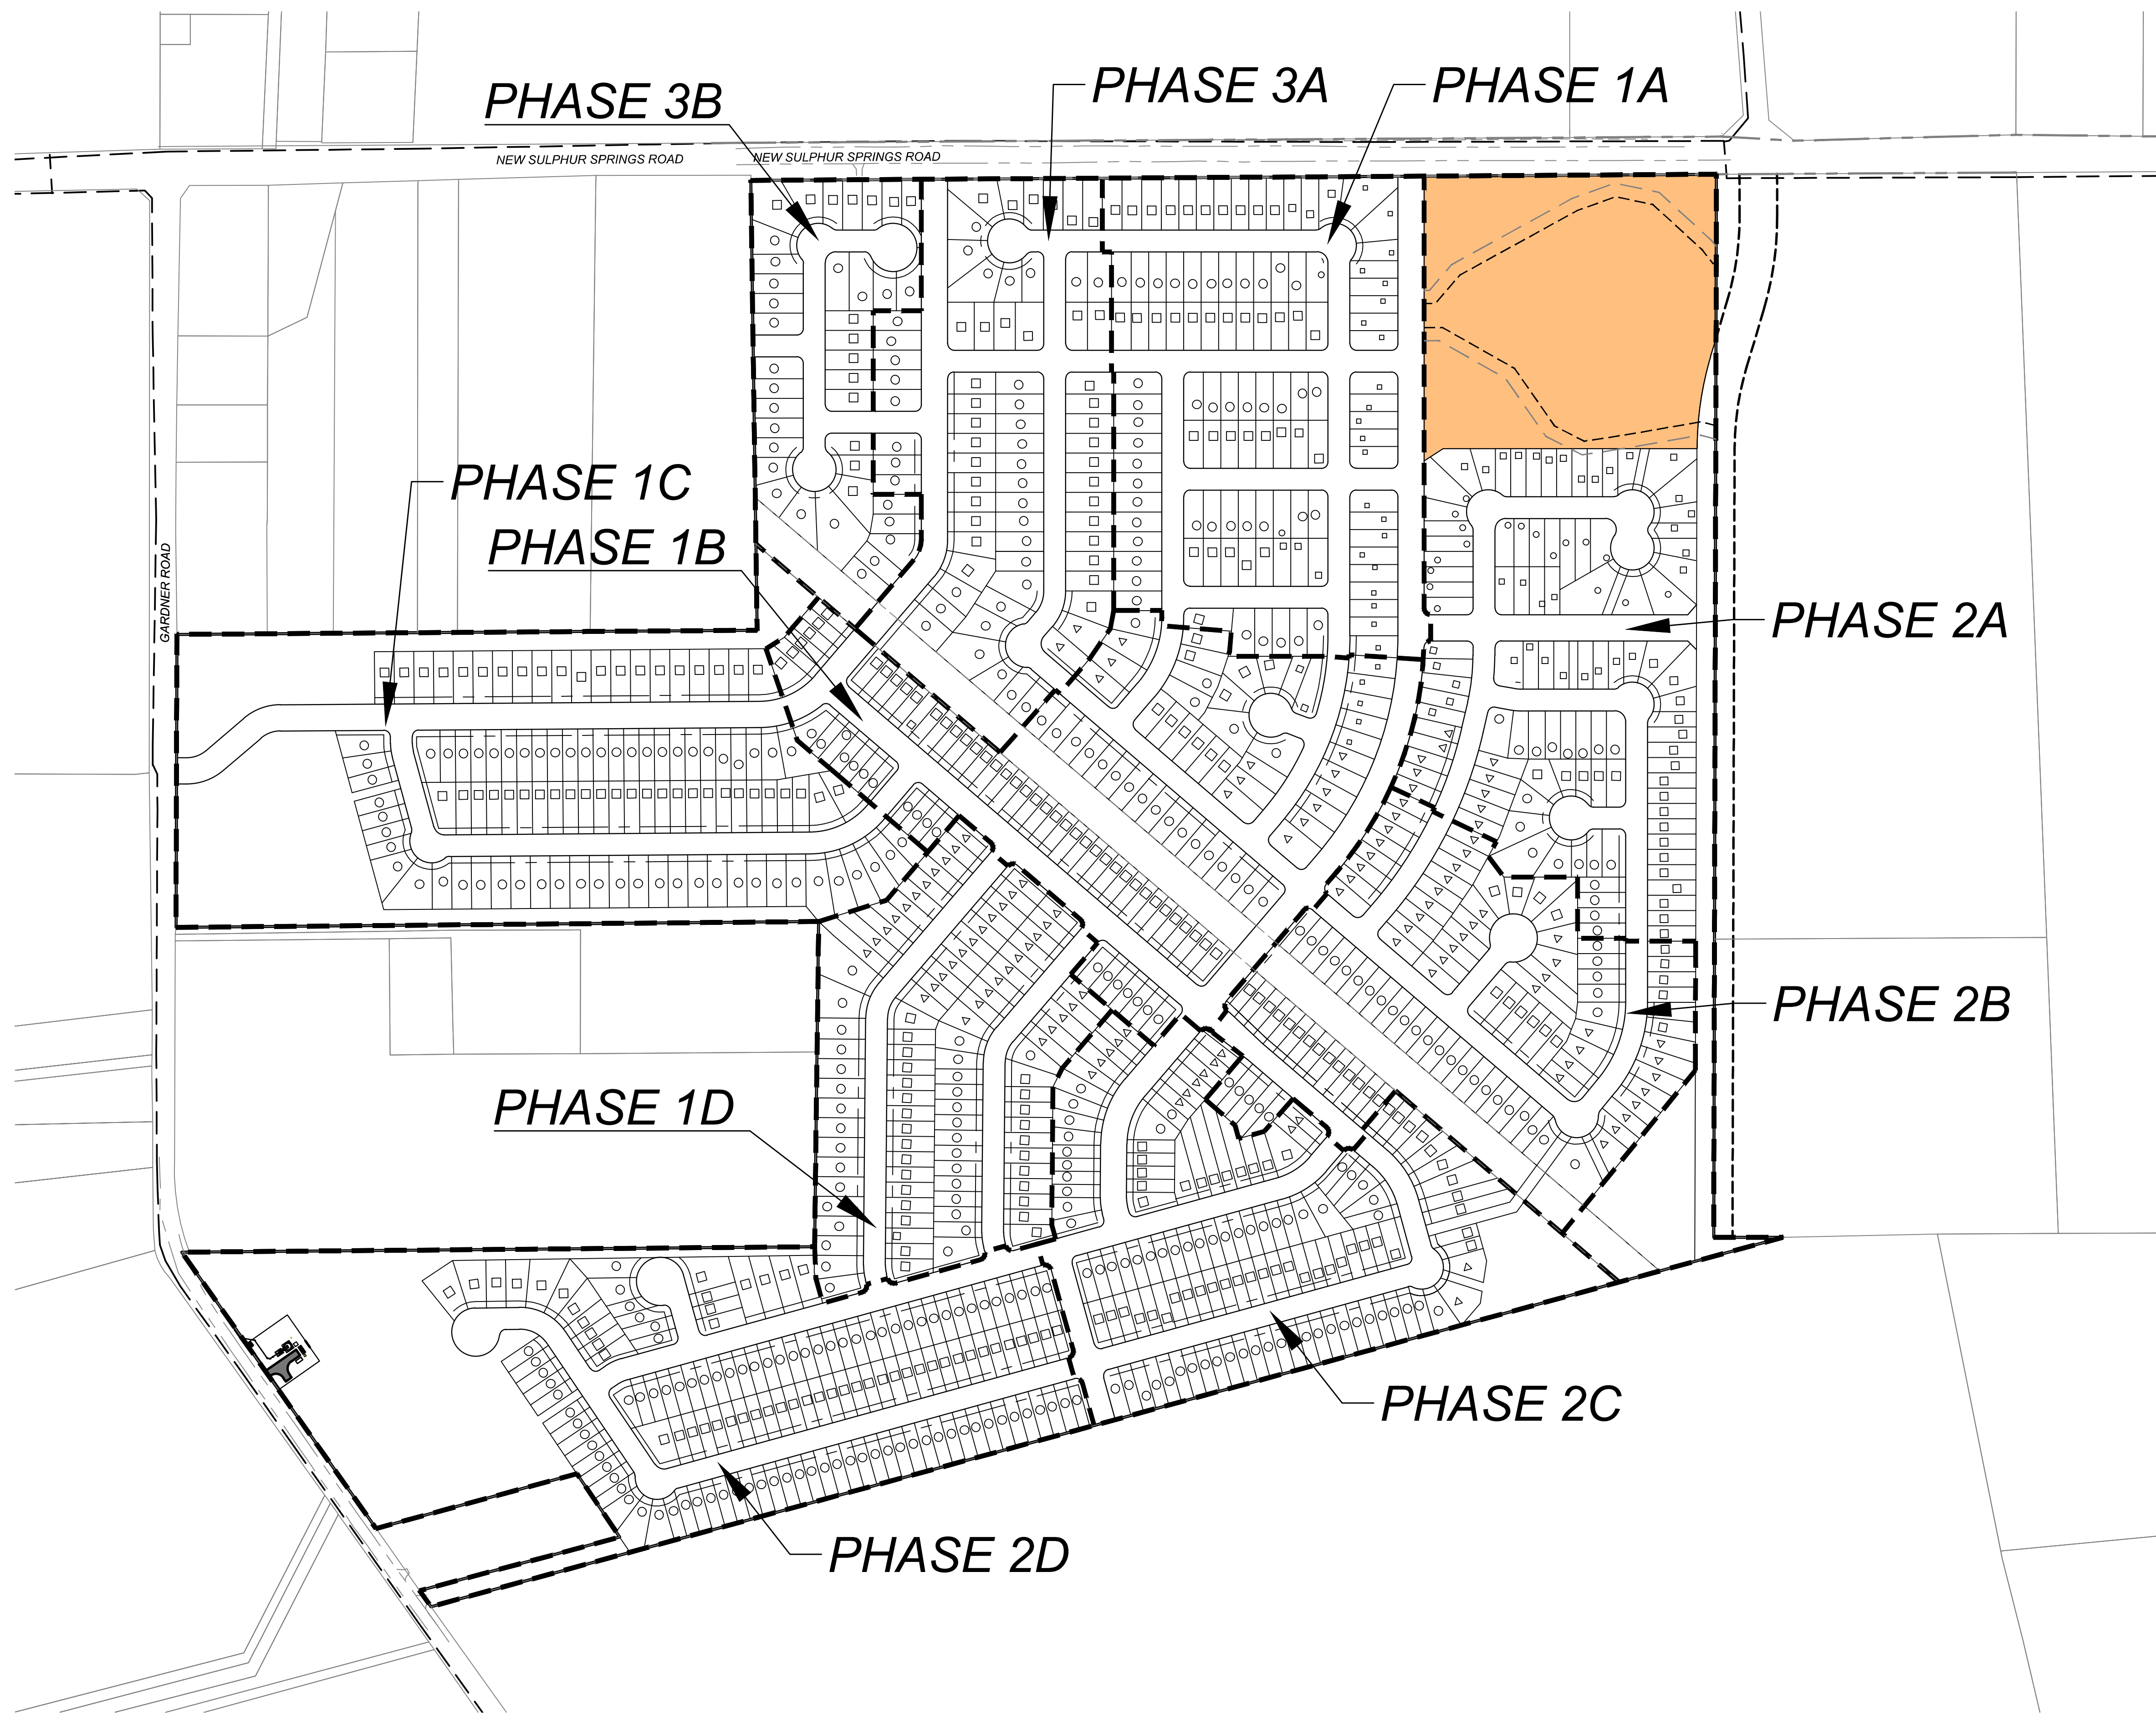 PHASE 3A
PHASE 1A
PHASE 3B
NEW SULPHUR SPRINGS ROAD
NEW SULPHUR SPRINGS ROAD
PHASE 1C
PHASE 1B
GARDNER ROAD
PHASE 2A
PHASE 2B
PHASE 1D
PHASE 2C
PHASE 2D